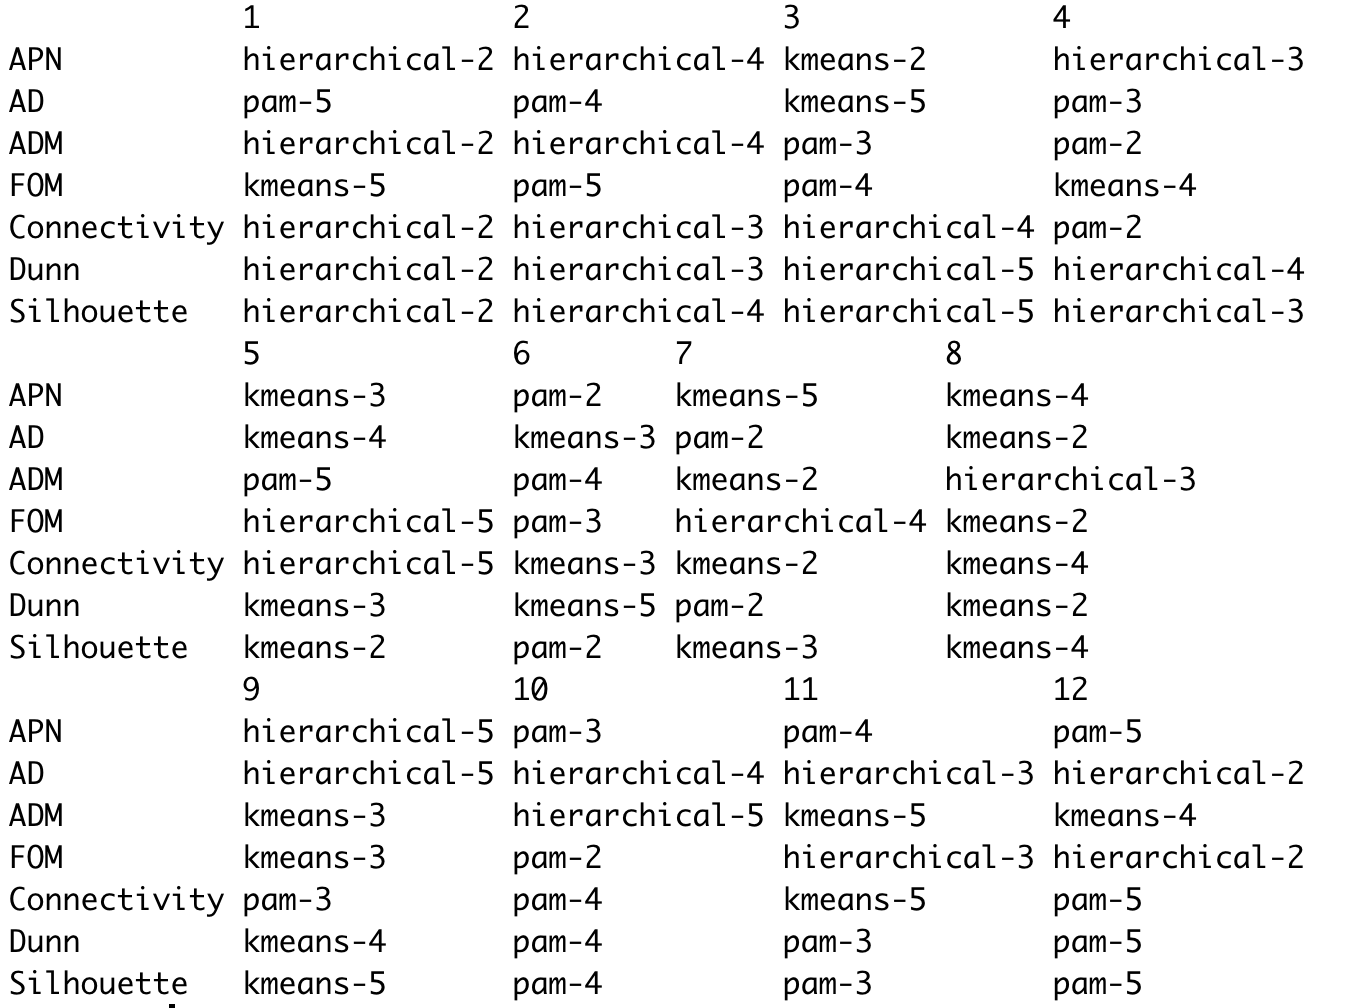 1 2 3 4
APN hierarchical-2 hierarchical-4 kmeans-2 hierarchical-3
AD pam-5 pam-4 kmeans-5 pam-3
ADM hierarchical-2 hierarchical-4 pam-3 pam-2
FOM kmeans-5 pam-5 pam-4 kmeans-4
Connectivity hierarchical-2 hierarchical-3 hierarchical-4 pam-2
Dunn hierarchical-2 hierarchical-3 hierarchical-5 hierarchical-4
Silhouette hierarchical-2 hierarchical-4 hierarchical-5 hierarchical-3
5 6 7 8
APN kmeans-3 pam-2 kmeans-5 kmeans-4
AD kmeans-4 kmeans-3 pam-2 kmeans-2
ADM pam-5 pam-4 kmeans-2 hierarchical-3
FOM hierarchical-5 pam-3 hierarchical-4 kmeans-2
Connectivity hierarchical-5 kmeans-3 kmeans-2 kmeans-4
Dunn kmeans-3 kmeans-5 pam-2 kmeans-2
Silhouette kmeans-2 pam-2 kmeans-3 kmeans-4
9 10 11 12
APN hierarchical-5 pam-3 pam-4 pam-5
AD hierarchical-5 hierarchical-4 hierarchical-3 hierarchical-2
ADM kmeans-3 hierarchical-5 kmeans-5 kmeans-4
FOM kmeans-3 pam-2 hierarchical-3 hierarchical-2
Connectivity pam-3 pam-4 kmeans-5 pam-5
Dunn kmeans-4 pam-4 pam-3 pam-5
Silhouette kmeans-5 pam-4 pam-3 pam-5